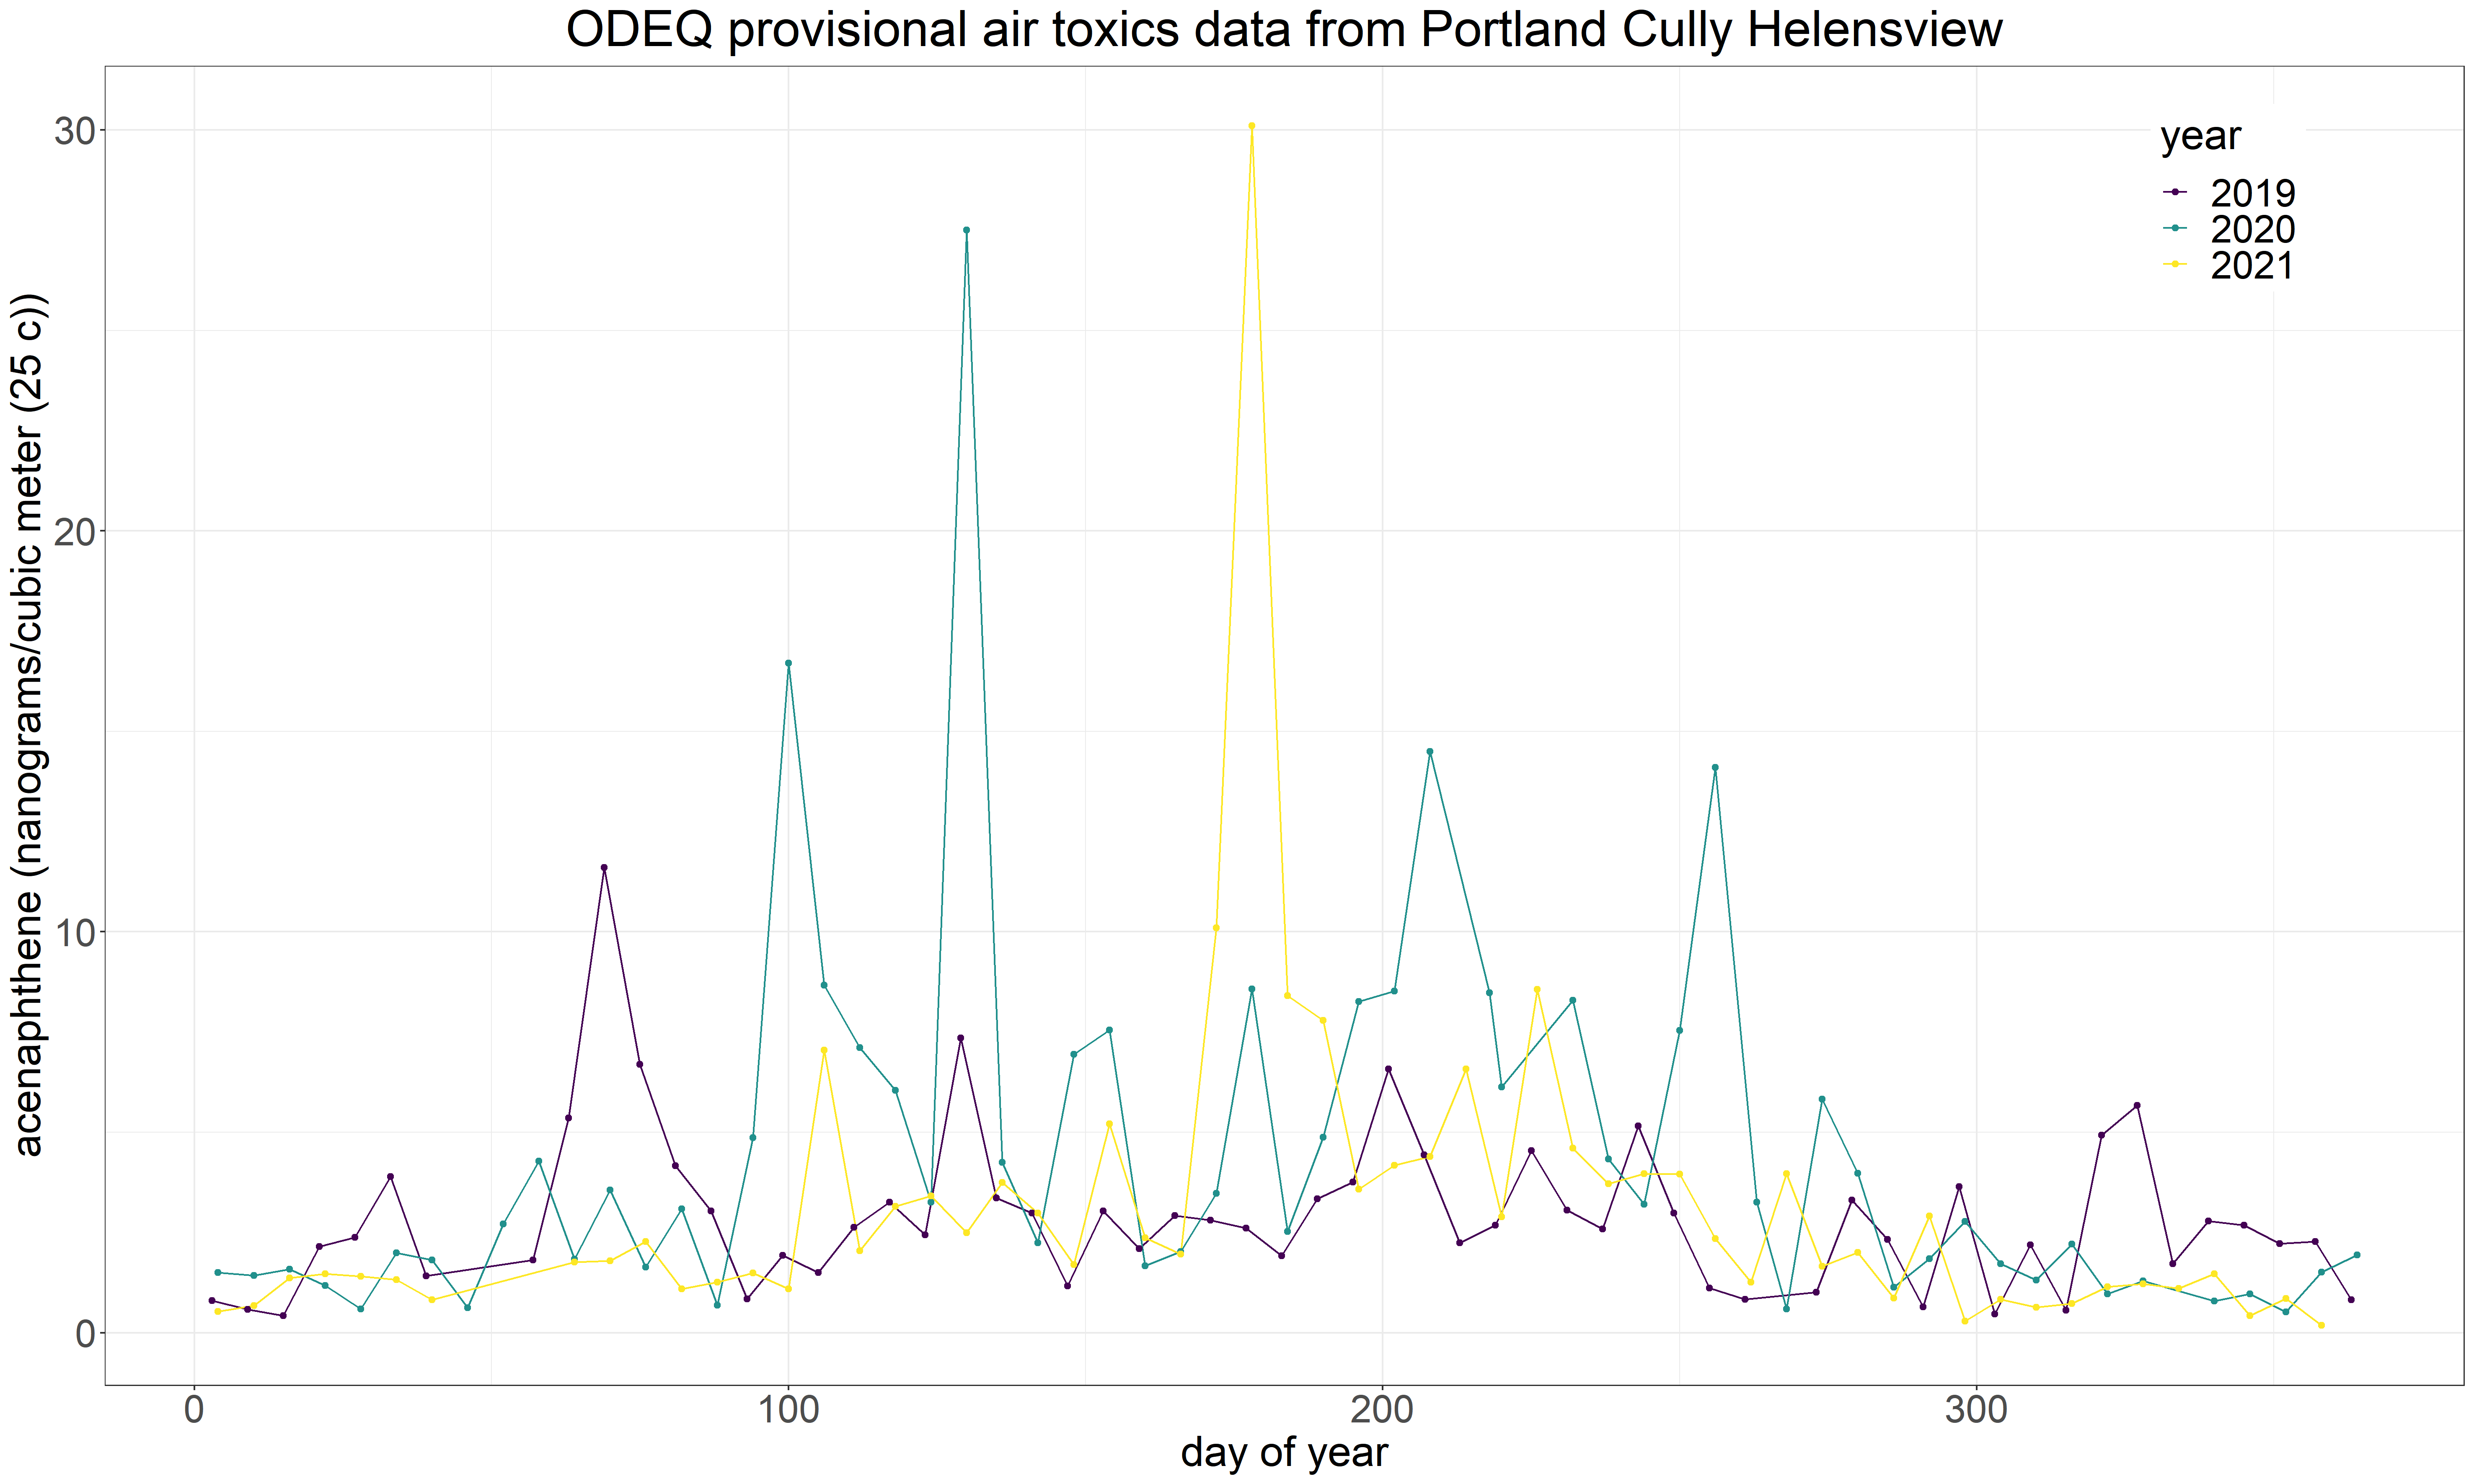 ODEQ provisional air toxics data from Portland Cully Helensview
acenaphthene (nanograms/cubic meter (25 c))
30
20
10
0
year
2019
2020
2021
0
100
200
300
day of year